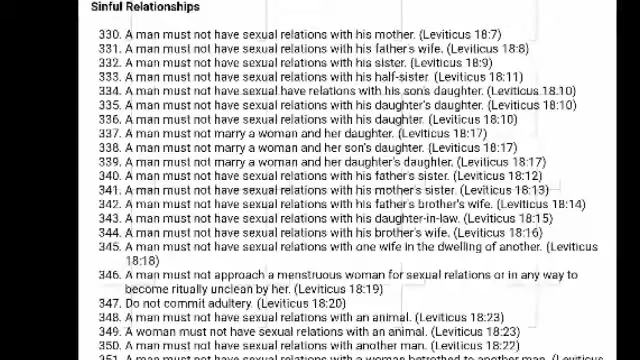 Sinful Relationships
330. A man must not have sexual relations with his mother. (Leviticus 18:7)
331. A man must not have sexual relations with his father's wife. (Leviticus 18:8)
332. A man must not have sexual relations with his sister. (Leviticus 18:9)
333. A man must not have sexual relations with his half-sister. (Leviticus 18:11)
334. A man must not have sexual have relations with his son's daughter. (Leviticus 18:10)
335. A man must not have sexual relations with his daughter's daughter. (Leviticus 18:10)
336. A man must not have sexual relations with his daughter. (Leviticus 18:10)
337. A man must not marry a woman and her daughter. (Leviticus 18:17)
338. A man must not marry a woman and her son's daughter. (Leviticus 18:17)
339. A man must not marry a woman and her daughter's daughter. (Leviticus 18:17)
340. A man must not have sexual relations with his father's sister. (Leviticus 18:12)
341. A man must not have sexual relations with his mother's sister. (Leviticus 18:13)
342. A man must not have sexual relations with his father's brother's wife. (Leviticus 18:14)
343. A man must not have sexual relations with his daughter-in-law. (Leviticus 18:15)
344. A man must not have sexual relations with his brother's wife. (Leviticus 18:16)
345. A man must not have sexual relations with one wife in the dwelling of another. (Leviticus
18:18)
346. A man must not approach a menstruous woman for sexual relations or in any way to
become ritually unclean by her. (Leviticus 18:19)
347. Do not commit adultery. (Leviticus 18:20)
348. A man must not have sexual relations with an animal. (Leviticus 18:23)
349. A woman must not have sexual relations with an animal. (Leviticus 18:23)
350. A man must not have sexual relations with another man. (Leviticus 18:22)
351. A man must not have sexual relations with a woman betrothed to another man. (Leviticus